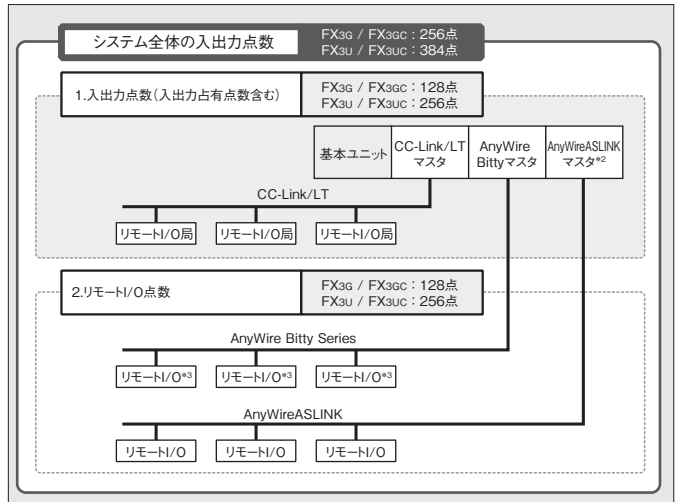 システム全体の入出力点数
FX3G / FX3GC：256点
FX3U / FX3UC：384点
1.入出力点数(入出力占有点数含む)
FX3G / FX3GC：128点
FX3U / FX3UC：256点
基本ユニット
CC-Link/LT
マスタ
AnyWire
Bittyマスタ
AnyWireASLINK
マスタ*2
CC-Link/LT
リモートI/O局
リモートI/O局
リモートI/O局
2.リモートI/O点数
FX3G / FX3GC：128点
FX3U / FX3UC：256点
AnyWire Bitty Series
リモートI/O*3
リモートI/O*3
リモートI/O*3
AnyWireASLINK
リモートI/O
リモートI/O
リモートI/O